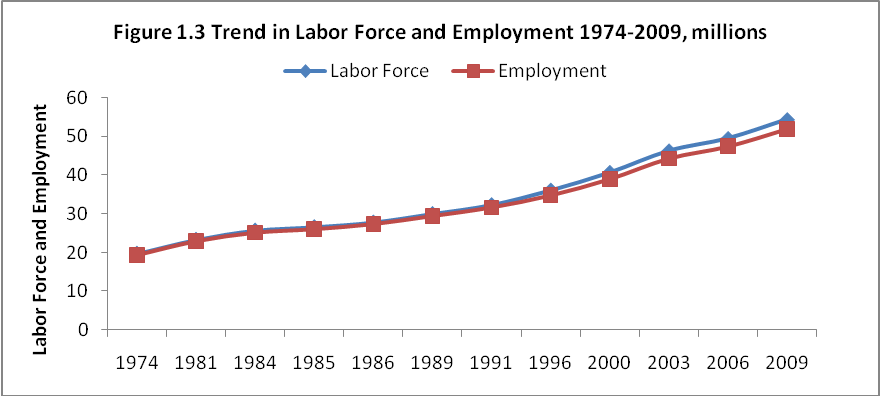 Figure 1.3 Trend in Labor Force and Employment 1974-2009, millions
Labor Force Employment
Labor Force and Employment
60
50
40
30
20
10
0
1974 1981 1984 1985 1986 1989 1991 1996 2000 2003 2006 2009